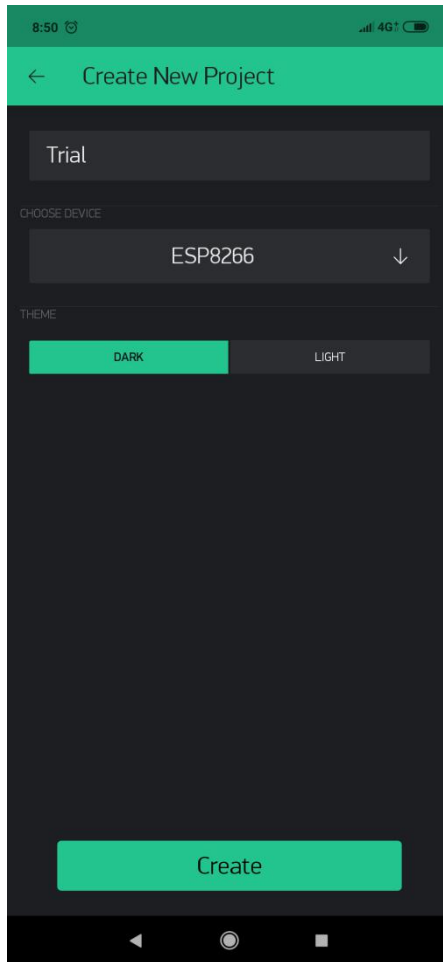 8:50 4G
Create New Project
Trial
CHOOSE DEVICE
ESP8266
THEME
DARK LIGHT
Create